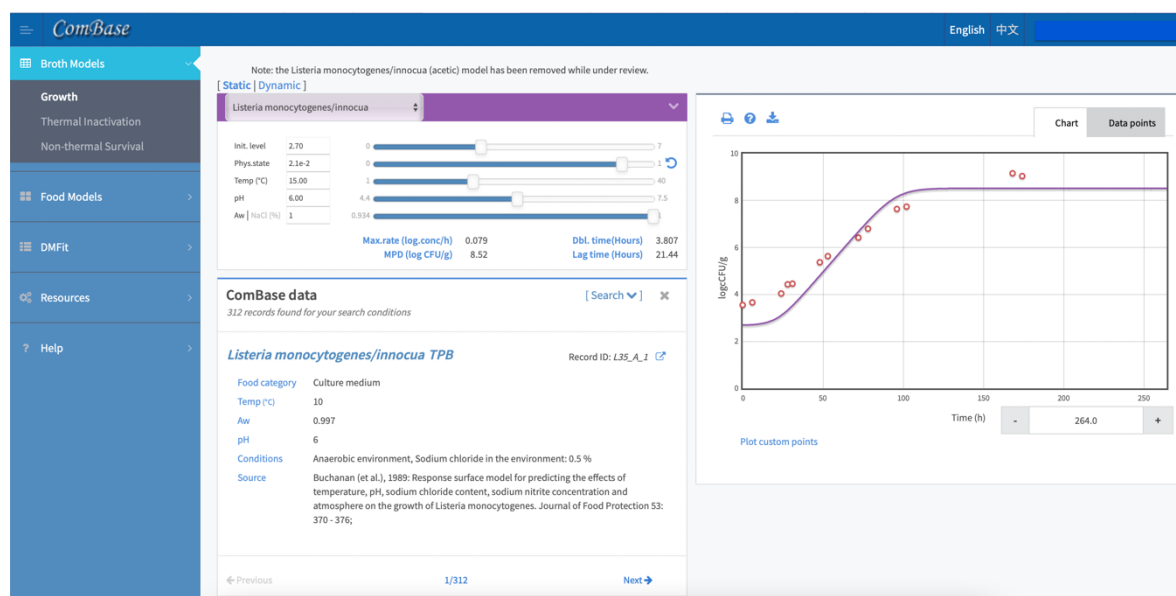 ComBase
English 中文
Broth Models
Growth
Thermal Inactivation
Non-thermal Survival
Food Models
DMFit
Resources
? Help
Note: the Listeria monocytogenes/innocua (acetic) model has been removed while under review.
[ Static | Dynamic ]
Listeria monocytogenes/innocua
Init. level 2.70 0 7
Phys.state 2.1e-2 0 1
Temp (°C) 15.00 1 40
pH 6.00 4.4 7.5
Aw | NaCl (%) 1 0.934 1
Max.rate (log.conc/h) 0.079 Dbl. time(Hours) 3.807
MPD (log CFU/g) 8.52 Lag time (Hours) 21.44
ComBase data [ Search ]
312 records found for your search conditions
Listeria monocytogenes/innocua TPB Record ID: L35_A_1
Food category Culture medium
Temp (°C) 10
Aw 0.997
pH 6
Conditions Anaerobic environment, Sodium chloride in the environment: 0.5 %
Source Buchanan (et al.), 1989: Response surface model for predicting the effects of
temperature, pH, sodium chloride content, sodium nitrite concentration and
atmosphere on the growth of Listeria monocytogenes. Journal of Food Protection 53:
370 - 376;
Previous 1/312 Next
Chart Data points
10
8
6
4
2
0
logcCFU/g
0 50 100 150 200 250
Time (h) - 264.0 +
Plot custom points